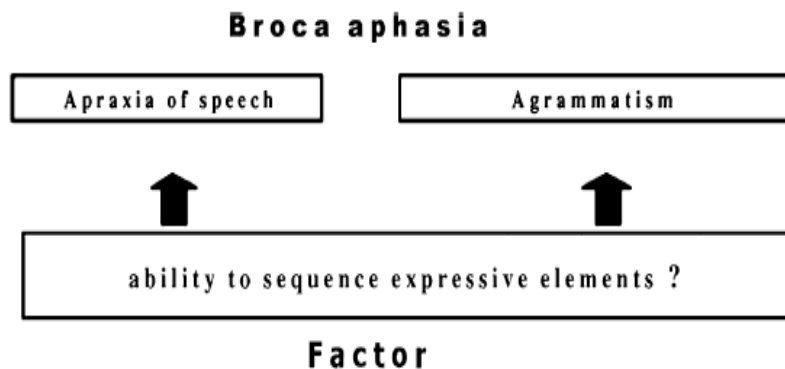 Broca aphasia
Apraxia of speech
Agrammatism
ability to sequence expressive elements ?
Factor